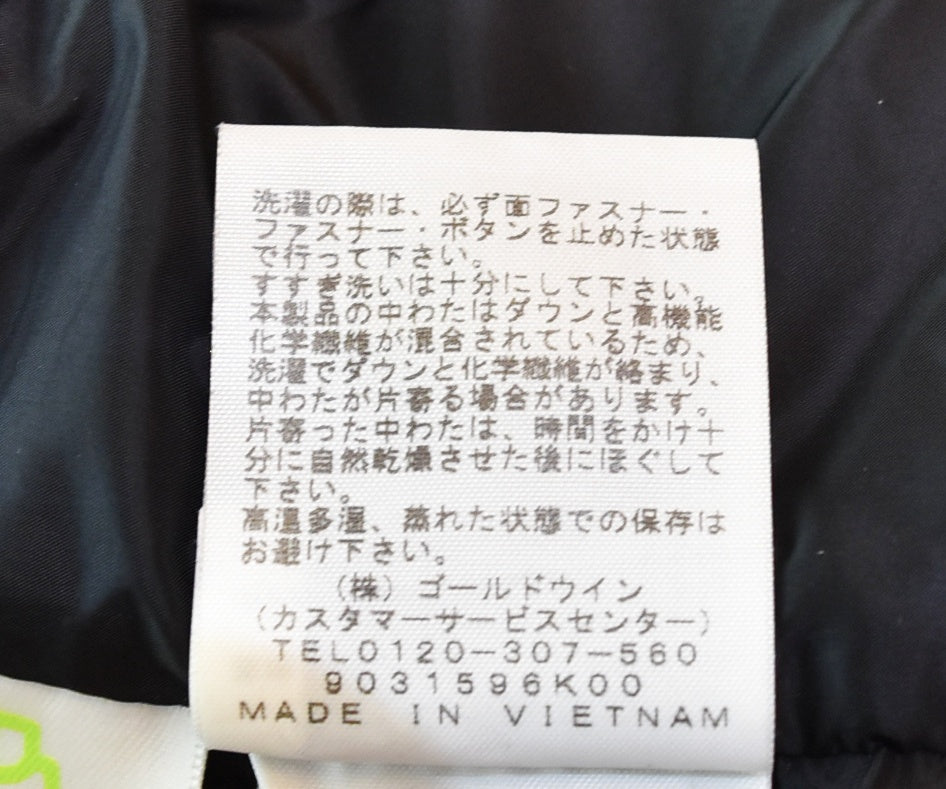 洗濯の際は、必ず面ファスナー・
ファスナー・ボタンを止めた状態
で行って下さい。
すすぎ洗いは十分にして下さい。
本製品の中わたはダウンと高機能
化学繊維が混合されているため、
洗濯でダウンと化学繊維が絡まり、
中わたが片寄る場合があります。
片寄った中わたは、時間をかけ十
分に自然乾燥させた後にほぐして
下さい。
高温多湿、蒸れた状態での保存は
お避け下さい。
(株)ゴールドウイン
(カスタマーサービスセンター)
TEL0120-307-560
9031596K00
MADE IN VIETNAM